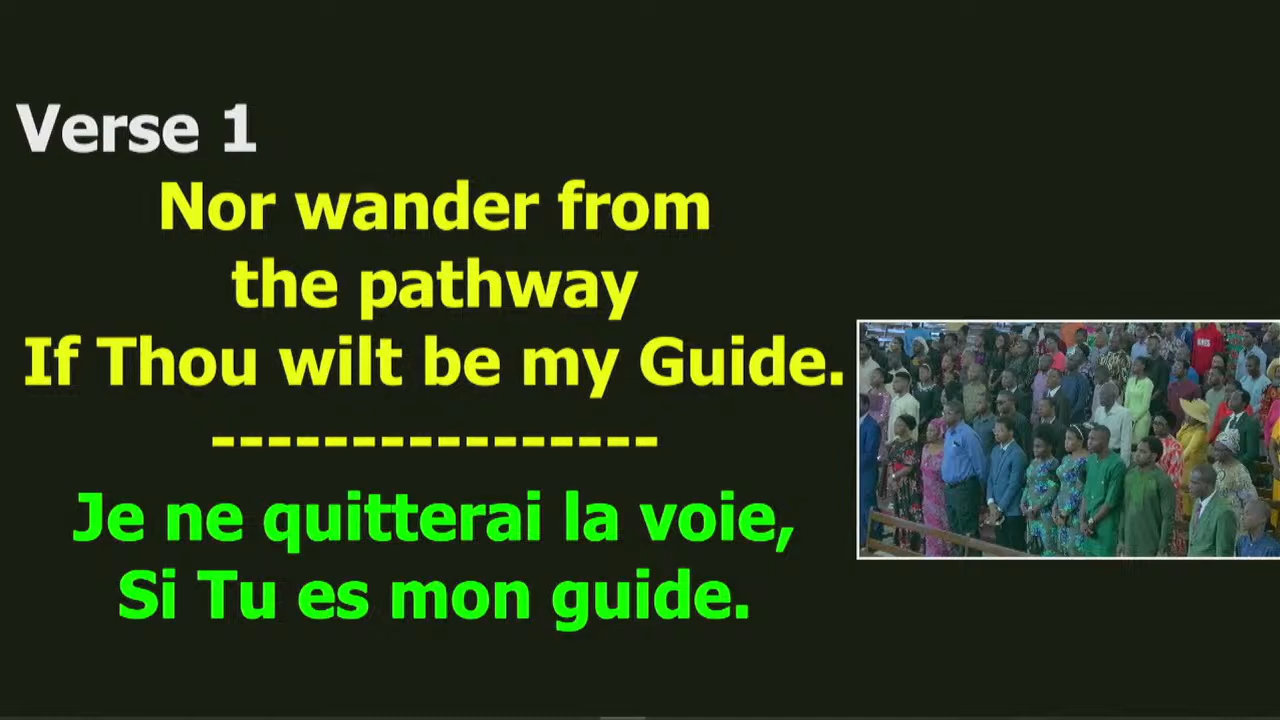 Verse 1
Nor wander from
the pathway
If Thou wilt be my Guide.
----------------
Je ne quitterai la voie,
Si Tu es mon guide.